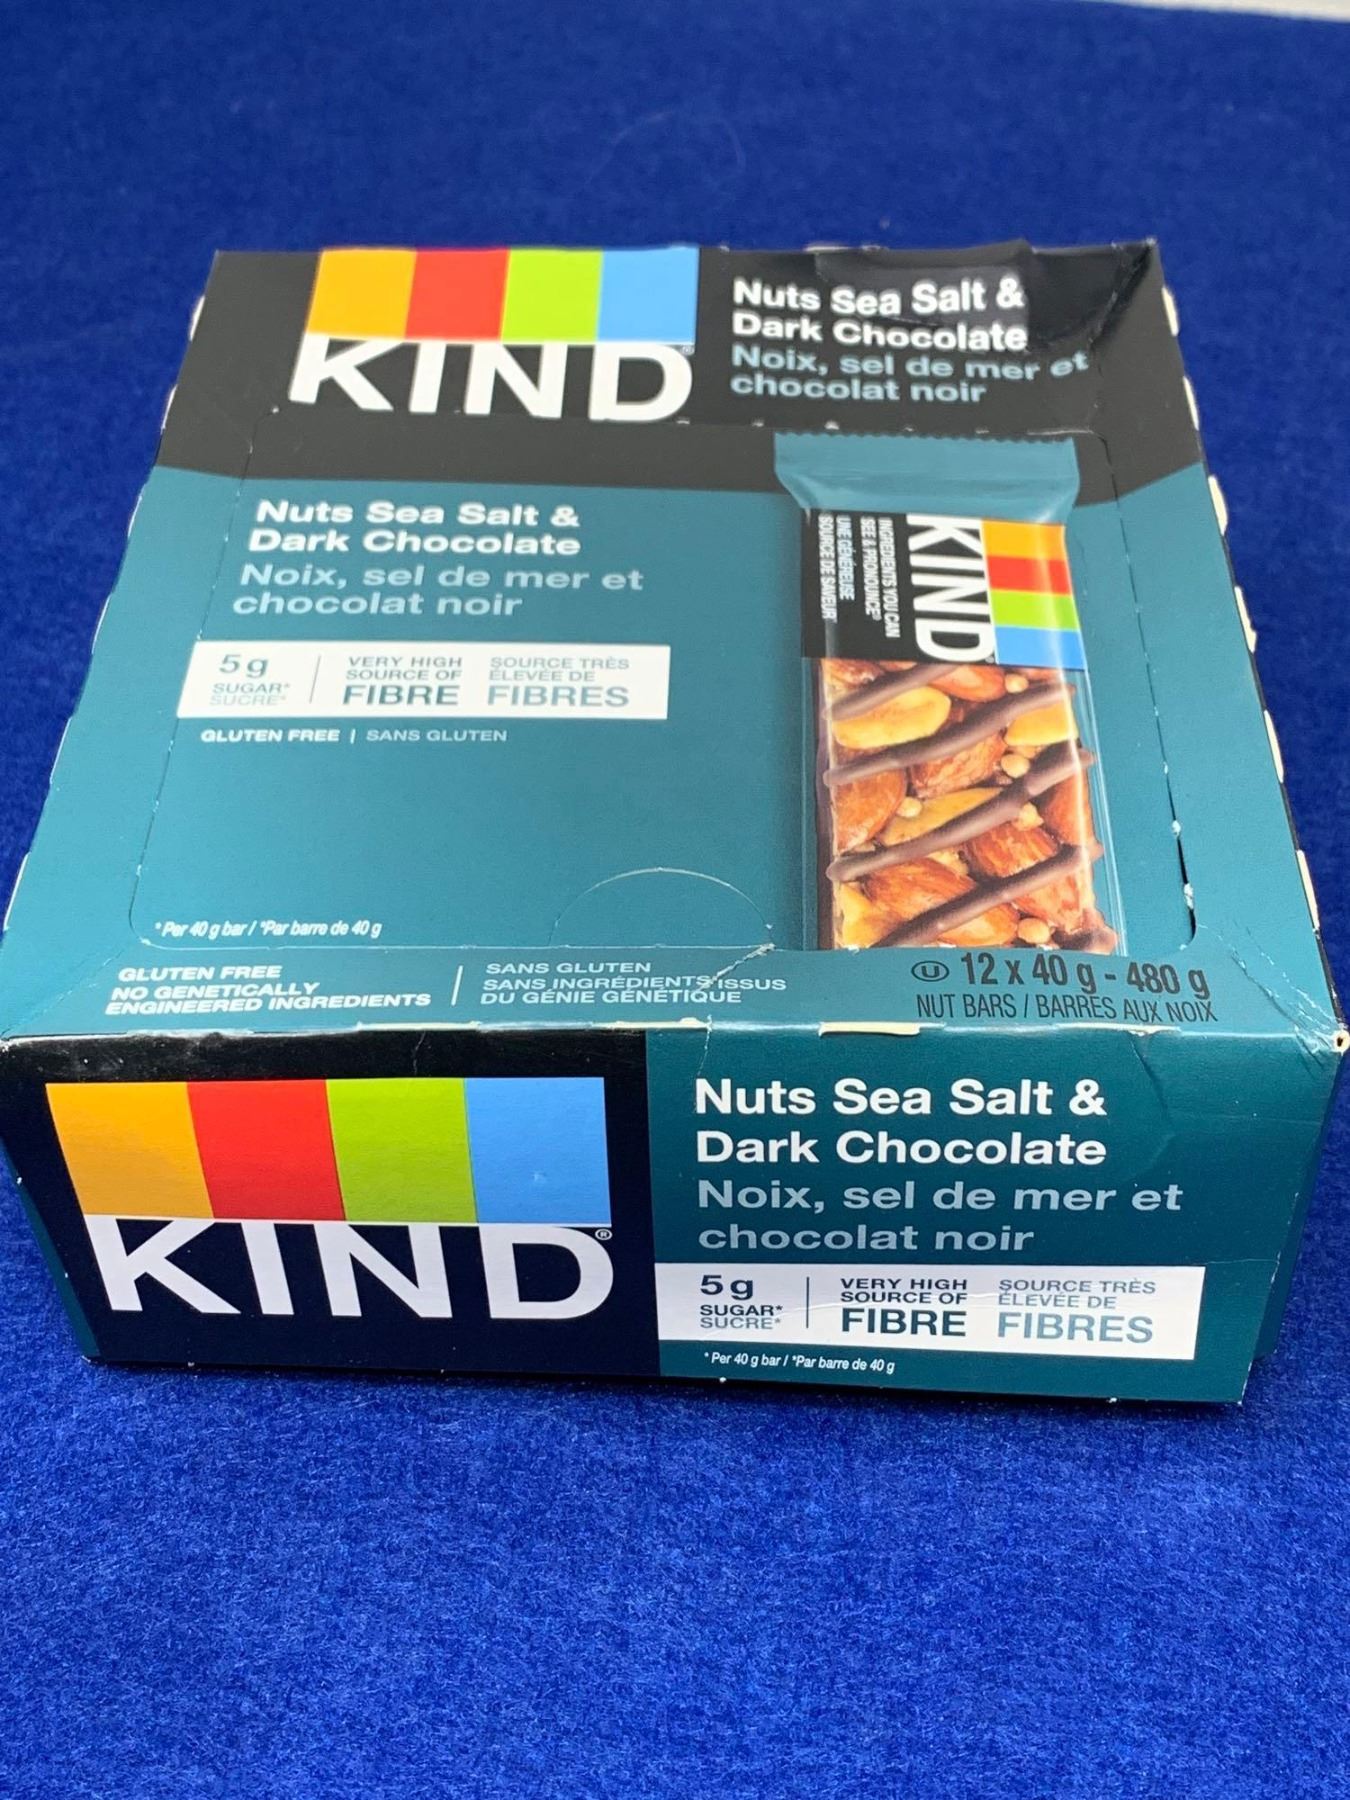 KIND®
Nuts Sea Salt &
Dark Chocolate
Noix, sel de mer et
chocolat noir
Nuts Sea Salt &
Dark Chocolate
Noix, sel de mer et
chocolat noir
5 g
SUGAR*
SUCRE*
VERY HIGH
SOURCE OF
FIBRE
SOURCE TRÈS
ÉLEVÉE DE
FIBRES
GLUTEN FREE | SANS GLUTEN
KIND
INGREDIENTS YOU CAN
SEE & PRONOUNCE®
UNE GÉNÉREUSE
SOURCE DE SAVEUR
*Per 40 g bar / *Par barre de 40 g
GLUTEN FREE
NO GENETICALLY
ENGINEERED INGREDIENTS
SANS GLUTEN
SANS INGRÉDIENTS ISSUS
DU GÉNIE GÉNÉTIQUE
U 12 x 40 g - 480 g
NUT BARS / BARRES AUX NOIX
KIND®
Nuts Sea Salt &
Dark Chocolate
Noix, sel de mer et
chocolat noir
5 g
SUGAR*
SUCRE*
VERY HIGH
SOURCE OF
FIBRE
SOURCE TRÈS
ÉLEVÉE DE
FIBRES
*Per 40 g bar / *Par barre de 40 g